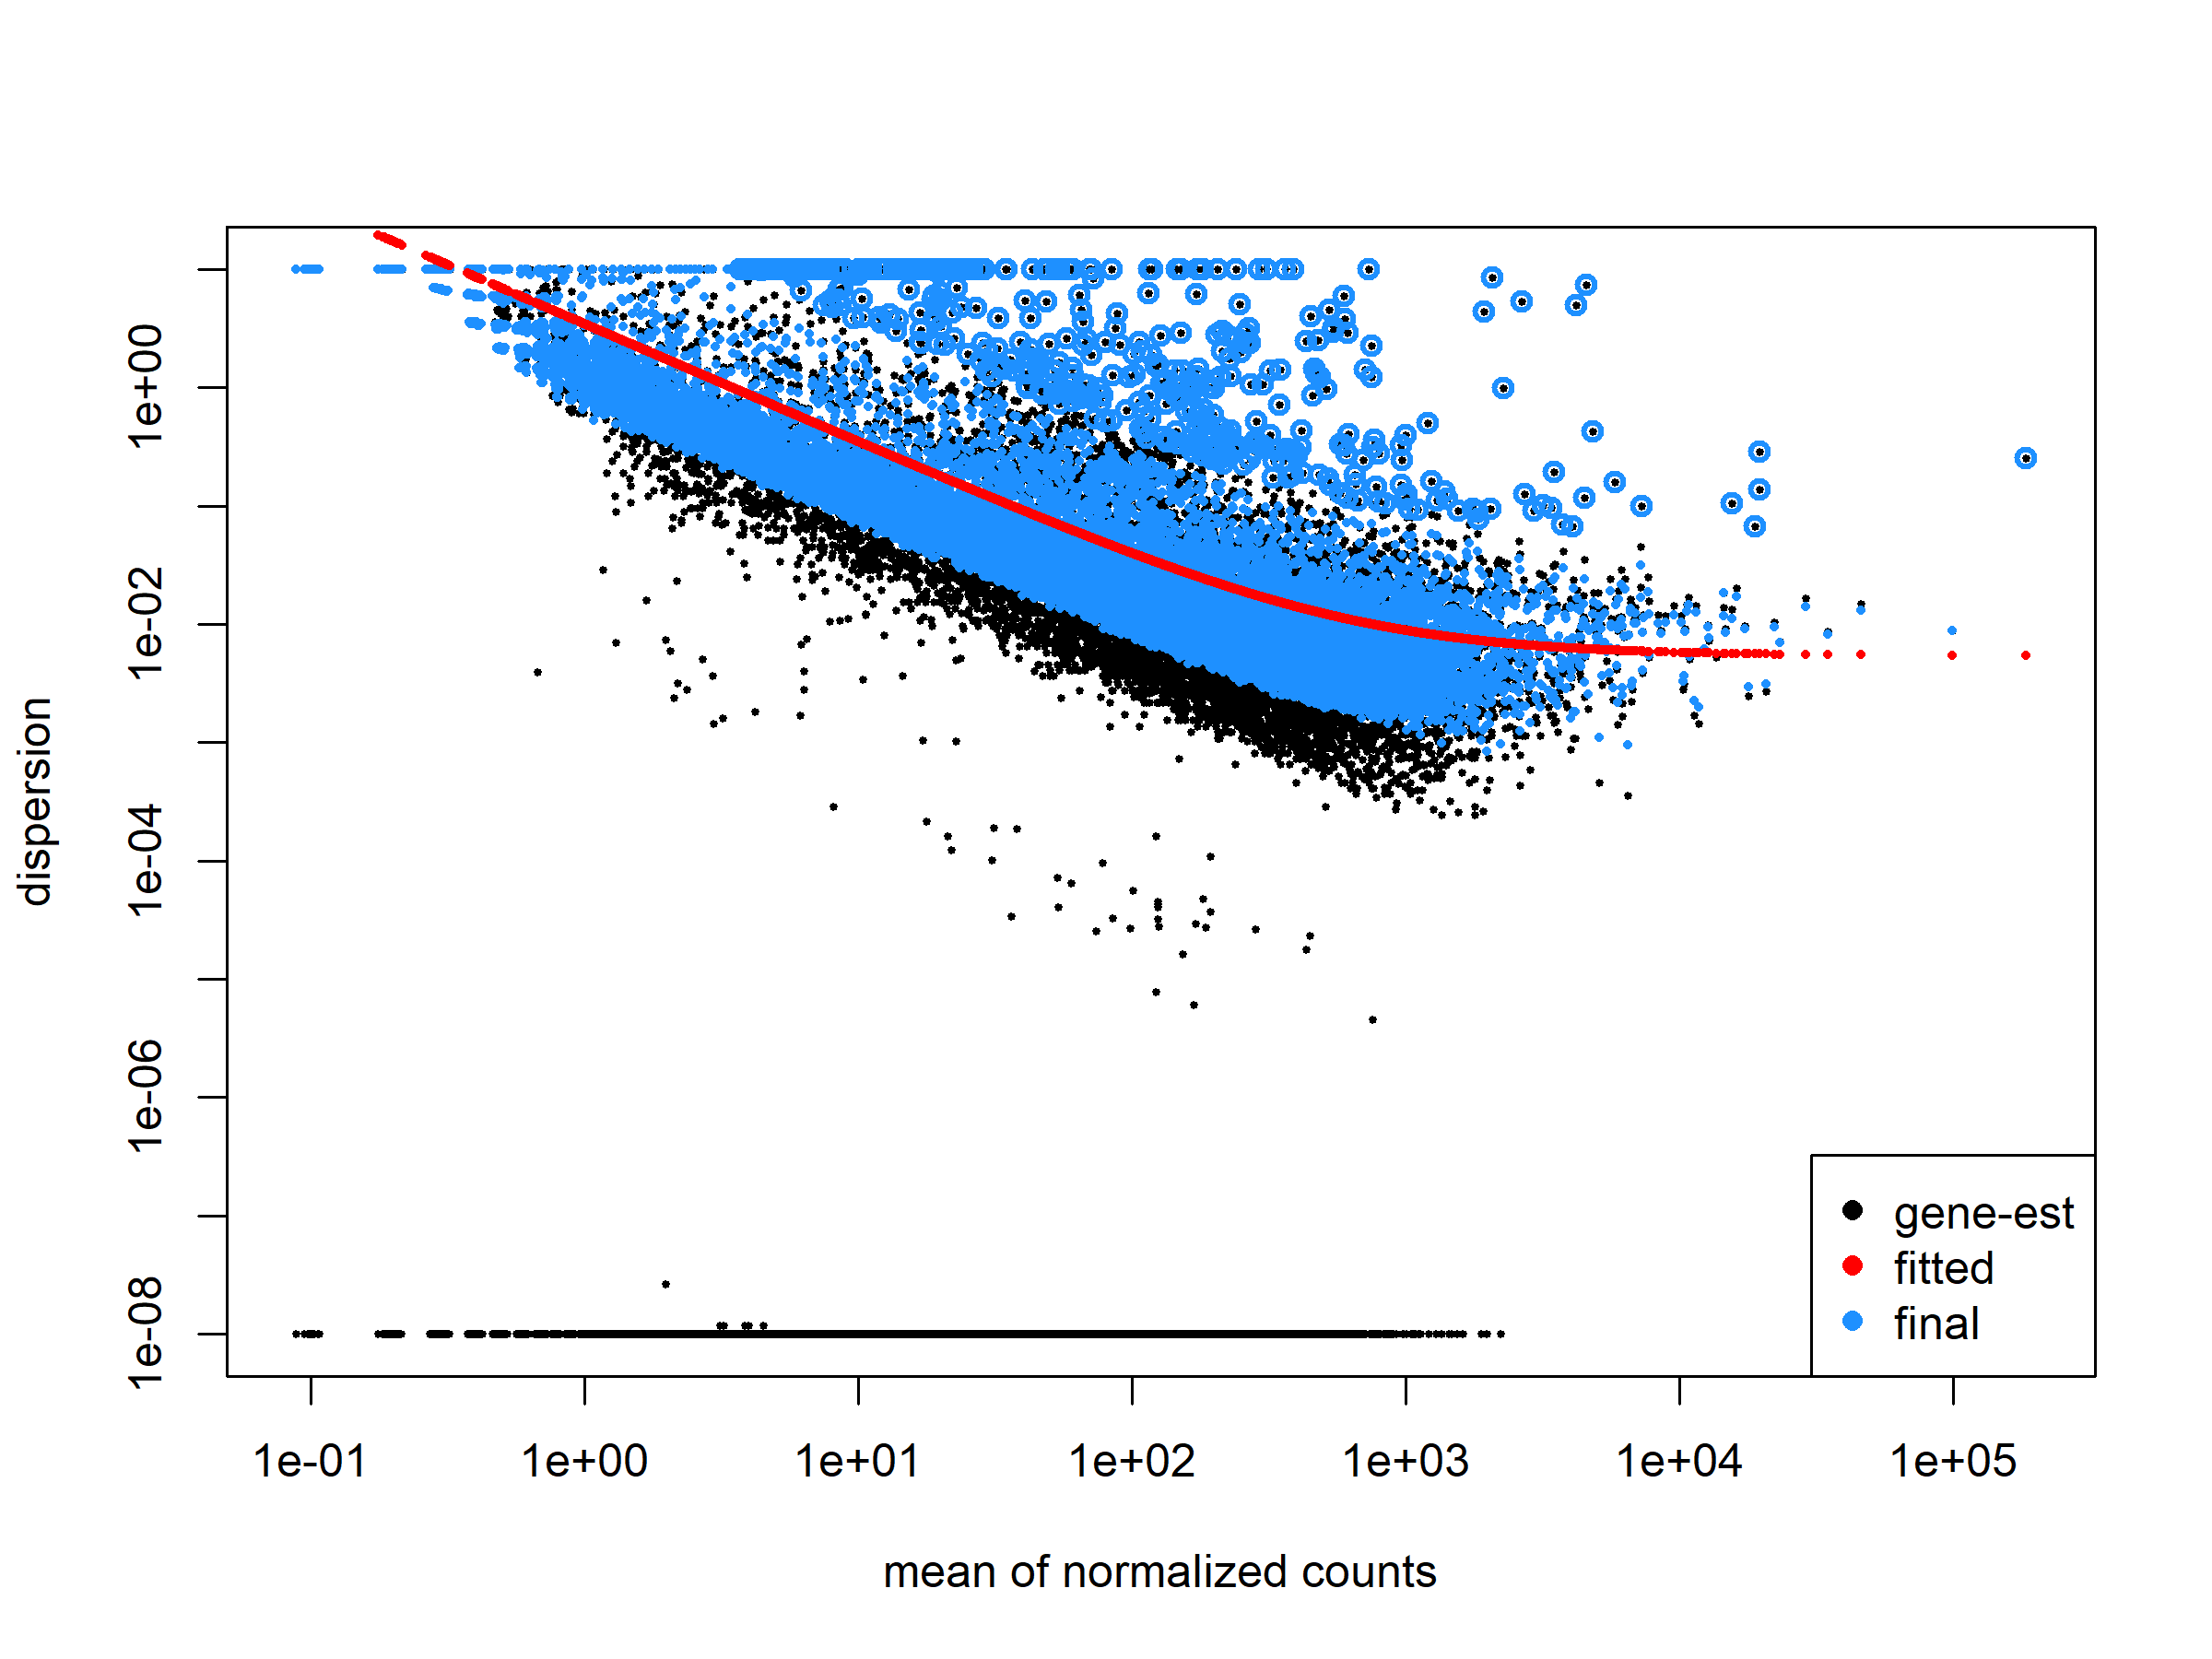 dispersion
1e+00
1e-02
1e-04
1e-06
1e-08
1e-01
1e+00
1e+01
1e+02
1e+03
1e+04
1e+05
mean of normalized counts
gene-est
fitted
final